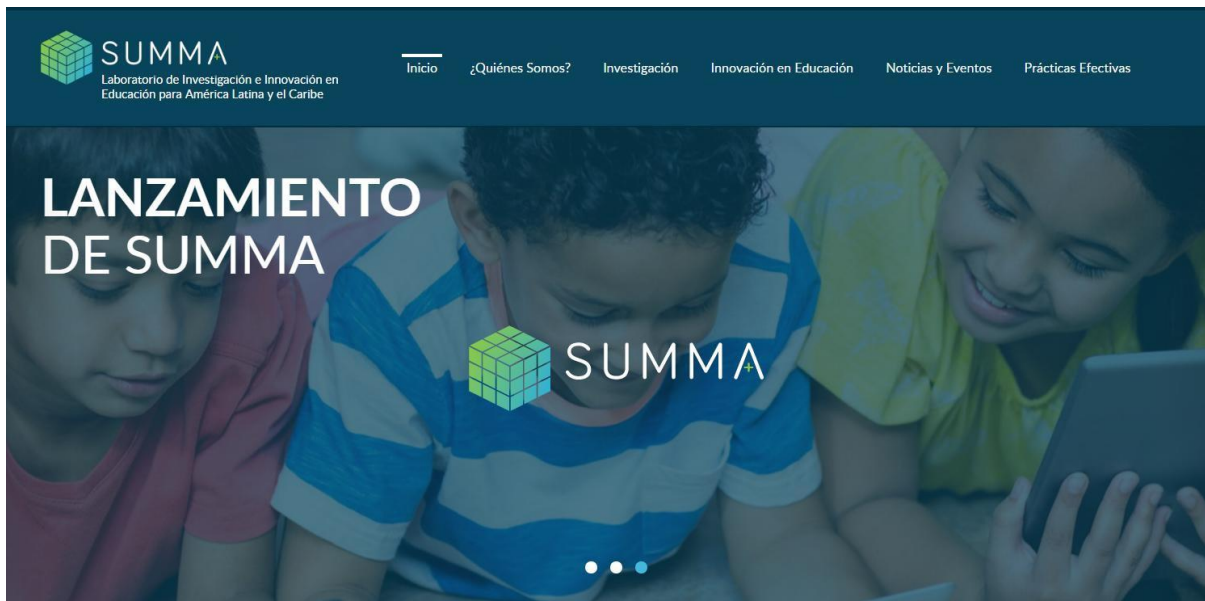 SUMMA
Laboratorio de Investigación e Innovación en
Educación para América Latina y el Caribe
Inicio
¿Quiénes Somos?
Investigación
Innovación en Educación
Noticias y Eventos
Prácticas Efectivas
LANZAMIENTO
DE SUMMA
SUMMA